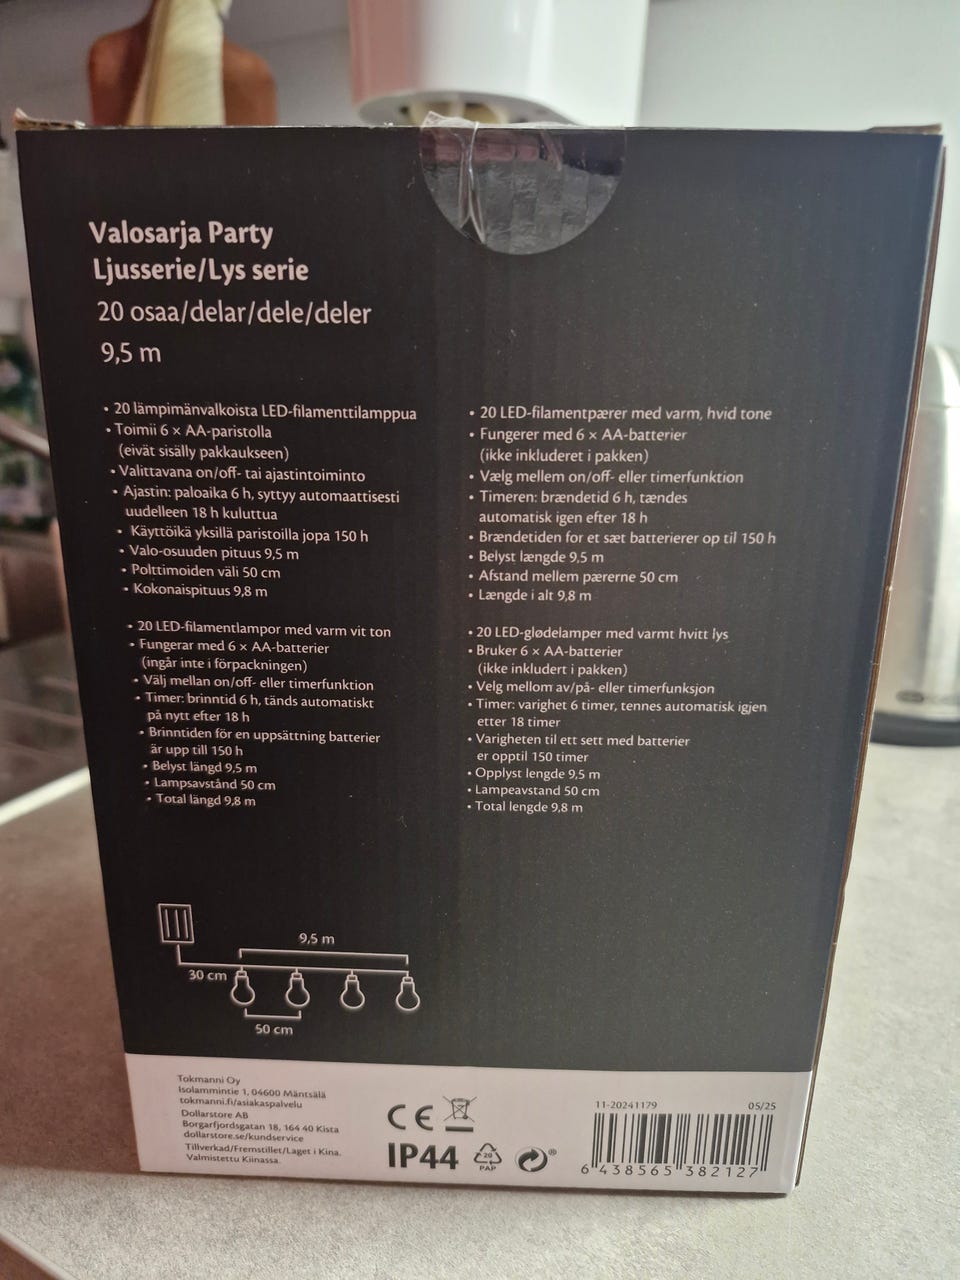 Valosarja Party
Ljusserie/Lys serie
20 osaa/delar/dele/deler
9,5 m
• 20 lämpimänvalkoista LED-filamenttilamppua
• Toimii 6 × AA-paristolla
(eivät sisälly pakkaukseen)
• Valittavana on/off- tai ajastintoiminto
• Ajastin: paloaika 6 h, syttyy automaattisesti
uudelleen 18 h kuluttua
• Käyttöikä yksillä paristoilla jopa 150 h
• Valo-osuuden pituus 9,5 m
• Polttimoiden väli 50 cm
• Kokonaispituus 9,8 m
• 20 LED-filamentlampor med varm vit ton
• Fungerar med 6 × AA-batterier
(ingår inte i förpackningen)
• Välj mellan on/off- eller timerfunktion
• Timer: brinntid 6 h, tänds automatiskt
på nytt efter 18 h
• Brinntiden för en uppsättning batterier
är upp till 150 h
• Belyst längd 9,5 m
• Lampsavstånd 50 cm
• Total längd 9,8 m
• 20 LED-filamentpærer med varm, hvid tone
• Fungerer med 6 × AA-batterier
(ikke inkluderet i pakken)
• Vælg mellem on/off- eller timerfunktion
• Timeren: brændetid 6 h, tændes
automatisk igen efter 18 h
• Brændetiden for et sæt batterierer op til 150 h
• Belyst længde 9,5 m
• Afstand mellem pærerne 50 cm
• Længde i alt 9,8 m
• 20 LED-glødelamper med varmt hvitt lys
• Bruker 6 × AA-batterier
(ikke inkludert i pakken)
• Velg mellom av/på- eller timerfunksjon
• Timer: varighet 6 timer, tennes automatisk igjen
etter 18 timer
• Varigheten til ett sett med batterier
er opptil 150 timer
• Opplyst lengde 9,5 m
• Lampeavstand 50 cm
• Total lengde 9,8 m
9,5 m
30 cm
50 cm
Tokmanni Oy
Isolammintie 1, 04600 Mäntsälä
tokmanni.fi/asiakaspalvelu
Dollarstore AB
Borgarfjordsgatan 18, 164 40 Kista
dollarstore.se/kundservice
Tillverkad/Fremstillet/Laget i Kina.
Valmistettu Kiinassa.
CE
IP44
20
PAP
®
11-20241179 05/25
6 438565 382127